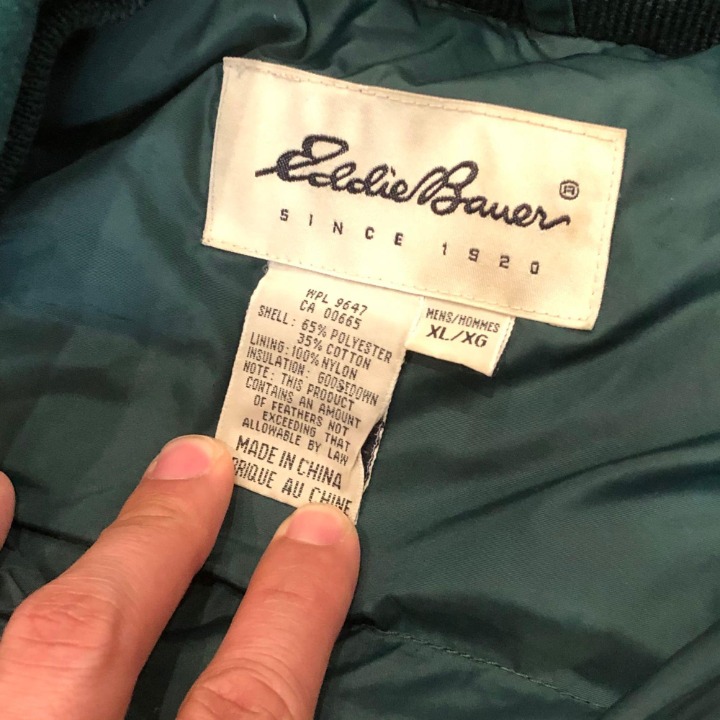 Eddie Bauer ®
SINCE 1920
WPL 9647
CA 00665
SHELL: 65% POLYESTER
35% COTTON
LINING: 100% NYLON
INSULATION: GOOSEDOWN
NOTE: THIS PRODUCT
CONTAINS AN AMOUNT
OF FEATHERS NOT
EXCEEDING THAT
ALLOWABLE BY LAW
MADE IN CHINA
RIQUE AU CHINE
MENS/HOMMES
XL/XG